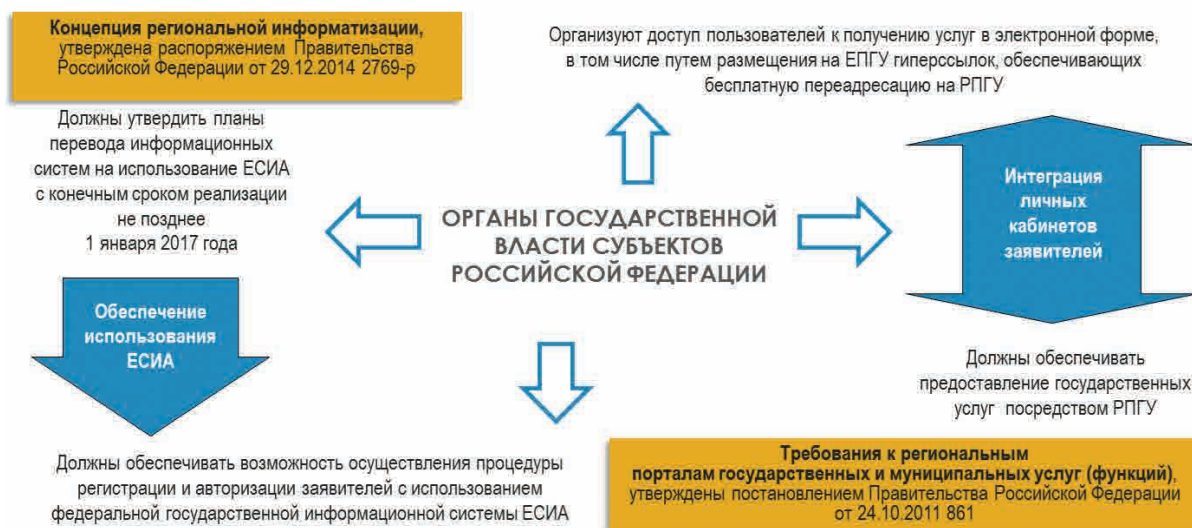 Концепция региональной информатизации,
утверждена распоряжением Правительства
Российской Федерации от 29.12.2014 2769-р
Организуют доступ пользователей к получению услуг в электронной форме,
в том числе путем размещения на ЕПГУ гиперссылок, обеспечивающих
бесплатную переадресацию на РПГУ
Должны утвердить планы
перевода информационных
систем на использование ЕСИА
с конечным сроком реализации
не позднее
1 января 2017 года
ОРГАНЫ ГОСУДАРСТВЕННОЙ
ВЛАСТИ СУБЪЕКТОВ
РОССИЙСКОЙ ФЕДЕРАЦИИ
Интеграция
личных
кабинетов
заявителей
Обеспечение
использования
ЕСИА
Должны обеспечивать
предоставление государственных
услуг посредством РПГУ
Должны обеспечивать возможность осуществления процедуры
регистрации и авторизации заявителей с использованием
федеральной государственной информационной системы ЕСИА
Требования к региональным
порталам государственных и муниципальных услуг (функций),
утверждены постановлением Правительства Российской Федерации
от 24.10.2011 861